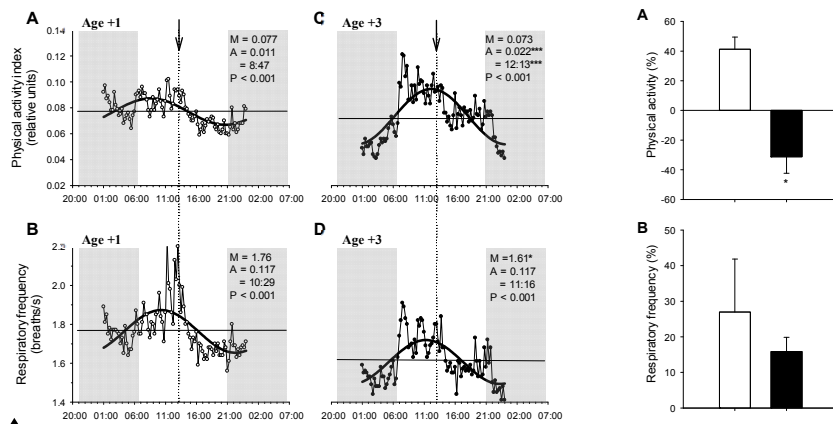 A
Age +1
M = 0.077
A = 0.011
= 8:47
P < 0.001
Physical activity index
(relative units)
0.14
0.12
0.10
0.08
0.06
0.04
0.02
20:00 01:00 06:00 11:00 16:00 21:00 02:00 07:00
C
Age +3
M = 0.073
A = 0.022***
= 12:13***
P < 0.001
20:00 01:00 06:00 11:00 16:00 21:00 02:00 07:00
B
Age +1
M = 1.76
A = 0.117
= 10:29
P < 0.001
Respiratory frequency
(breaths/s)
2.2
2.0
1.8
1.6
1.4
20:00 01:00 06:00 11:00 16:00 21:00 02:00 07:00
D
Age +3
M =1.61*
A = 0.117
= 11:16
P < 0.001
20:00 01:00 06:00 11:00 16:00 21:00 02:00 07:00
A
Physical activity (%)
60
40
20
0
-20
-40
-60
*
B
Respiratory frequency (%)
50
40
30
20
10
0